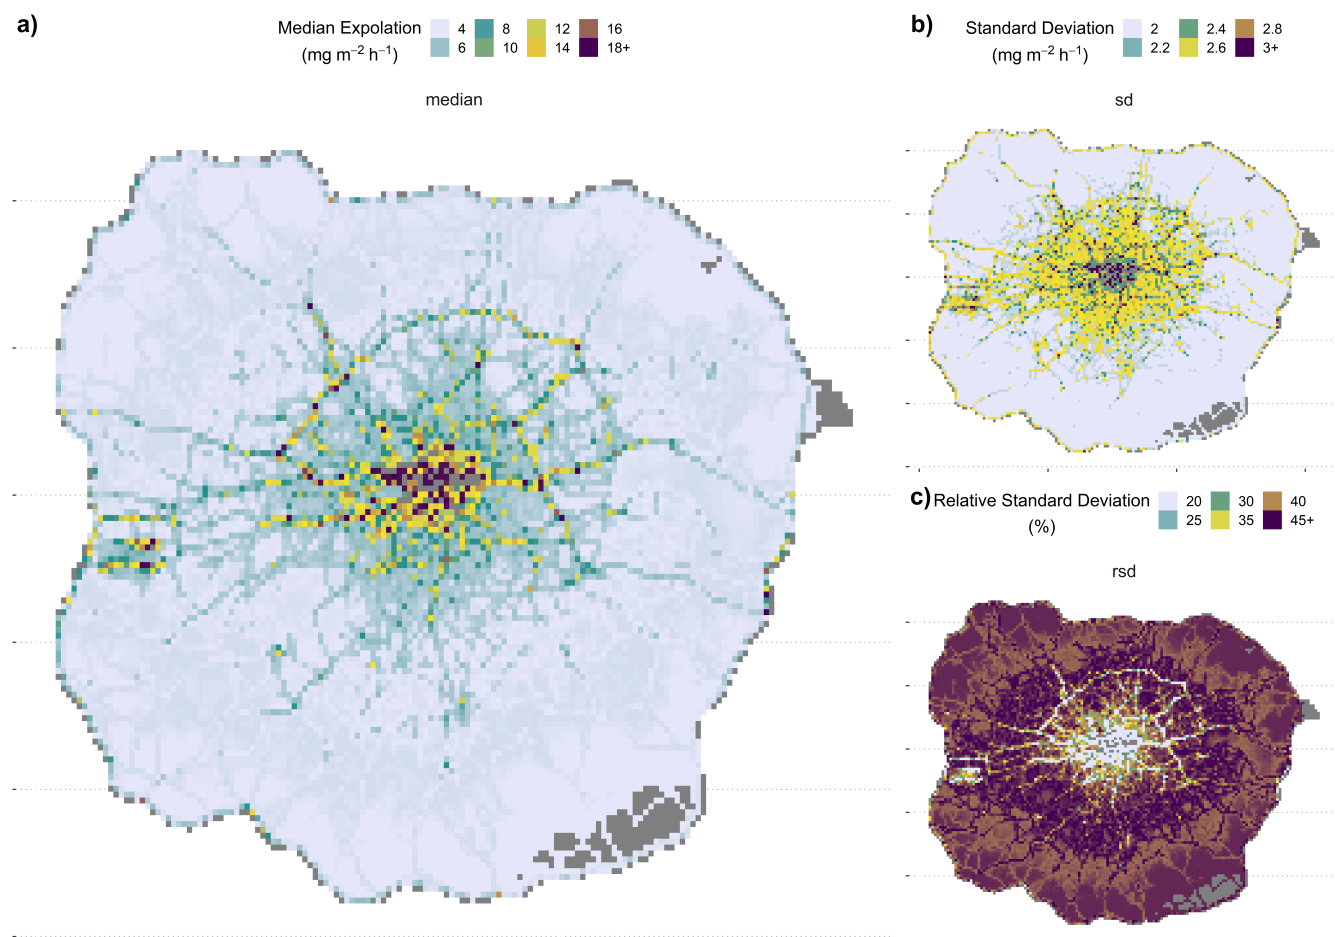 a)
Median Expolation
(mg m⁻² h⁻¹)
4 8 12 16
6 10 14 18+
median
b)
Standard Deviation
(mg m⁻² h⁻¹)
2 2.4 2.8
2.2 2.6 3+
sd
c) Relative Standard Deviation
(%)
20 30 40
25 35 45+
rsd